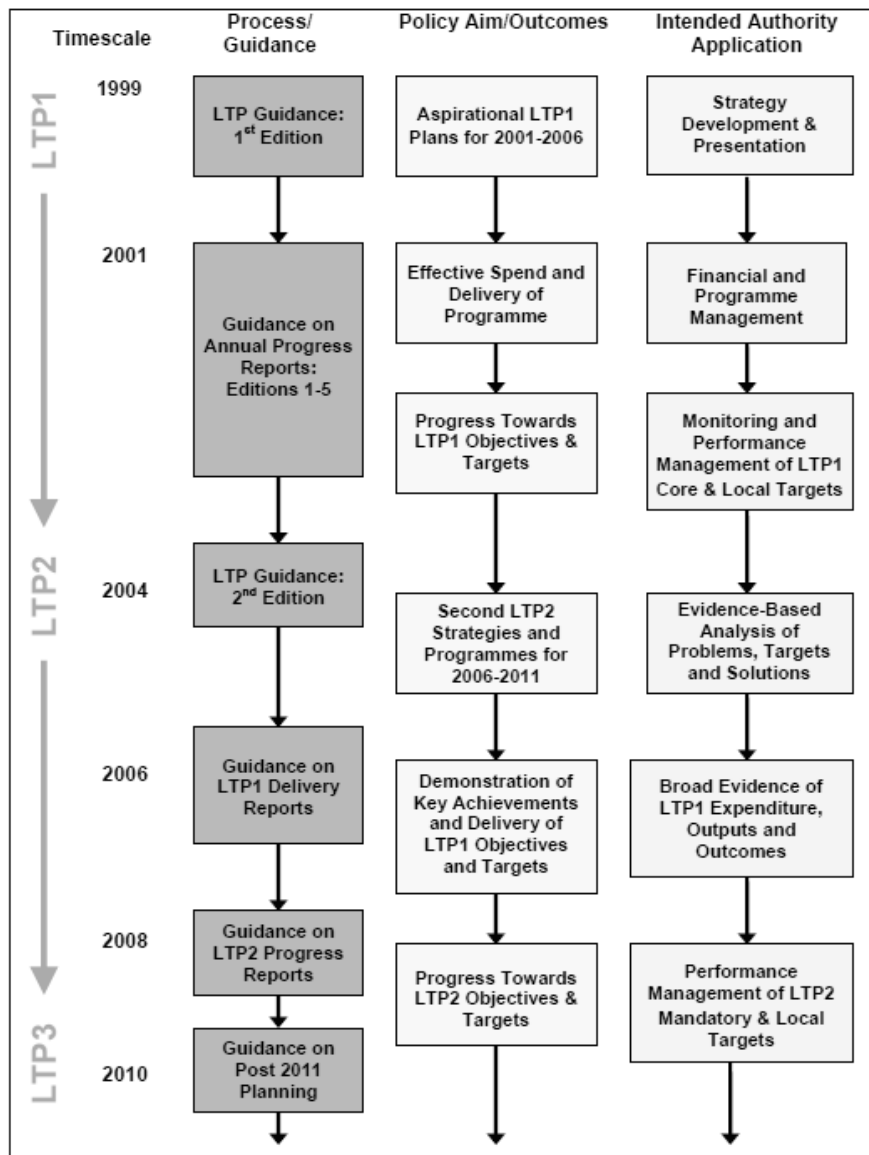 Timescale
Process/
Guidance
Policy Aim/Outcomes
Intended Authority
Application
LTP1
LTP2
LTP3
1999
LTP Guidance:
1st Edition
Aspirational LTP1
Plans for 2001-2006
Strategy
Development &
Presentation
2001
Guidance on
Annual Progress
Reports:
Editions 1-5
Effective Spend and
Delivery of
Programme
Financial and
Programme
Management
Progress Towards
LTP1 Objectives &
Targets
Monitoring and
Performance
Management of LTP1
Core & Local Targets
2004
LTP Guidance:
2nd Edition
Second LTP2
Strategies and
Programmes for
2006-2011
Evidence-Based
Analysis of
Problems, Targets
and Solutions
2006
Guidance on
LTP1 Delivery
Reports
Demonstration of
Key Achievements
and Delivery of
LTP1 Objectives
and Targets
Broad Evidence of
LTP1 Expenditure,
Outputs and
Outcomes
2008
Guidance on
LTP2 Progress
Reports
Progress Towards
LTP2 Objectives &
Targets
Performance
Management of LTP2
Mandatory & Local
Targets
2010
Guidance on
Post 2011
Planning